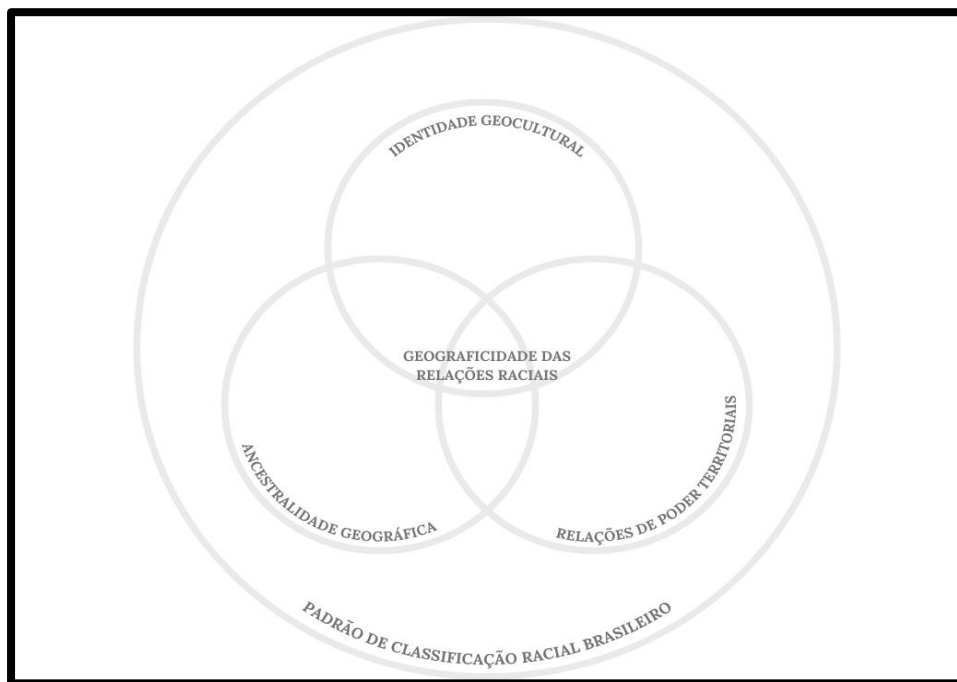 IDENTIDADE GEOCULTURAL
GEOGRAFICIDADE DAS
RELAÇÕES RACIAIS
ANCESTRALIDADE GEOGRÁFICA
RELAÇÕES DE PODER TERRITORIAIS
PADRÃO DE CLASSIFICAÇÃO RACIAL BRASILEIRO